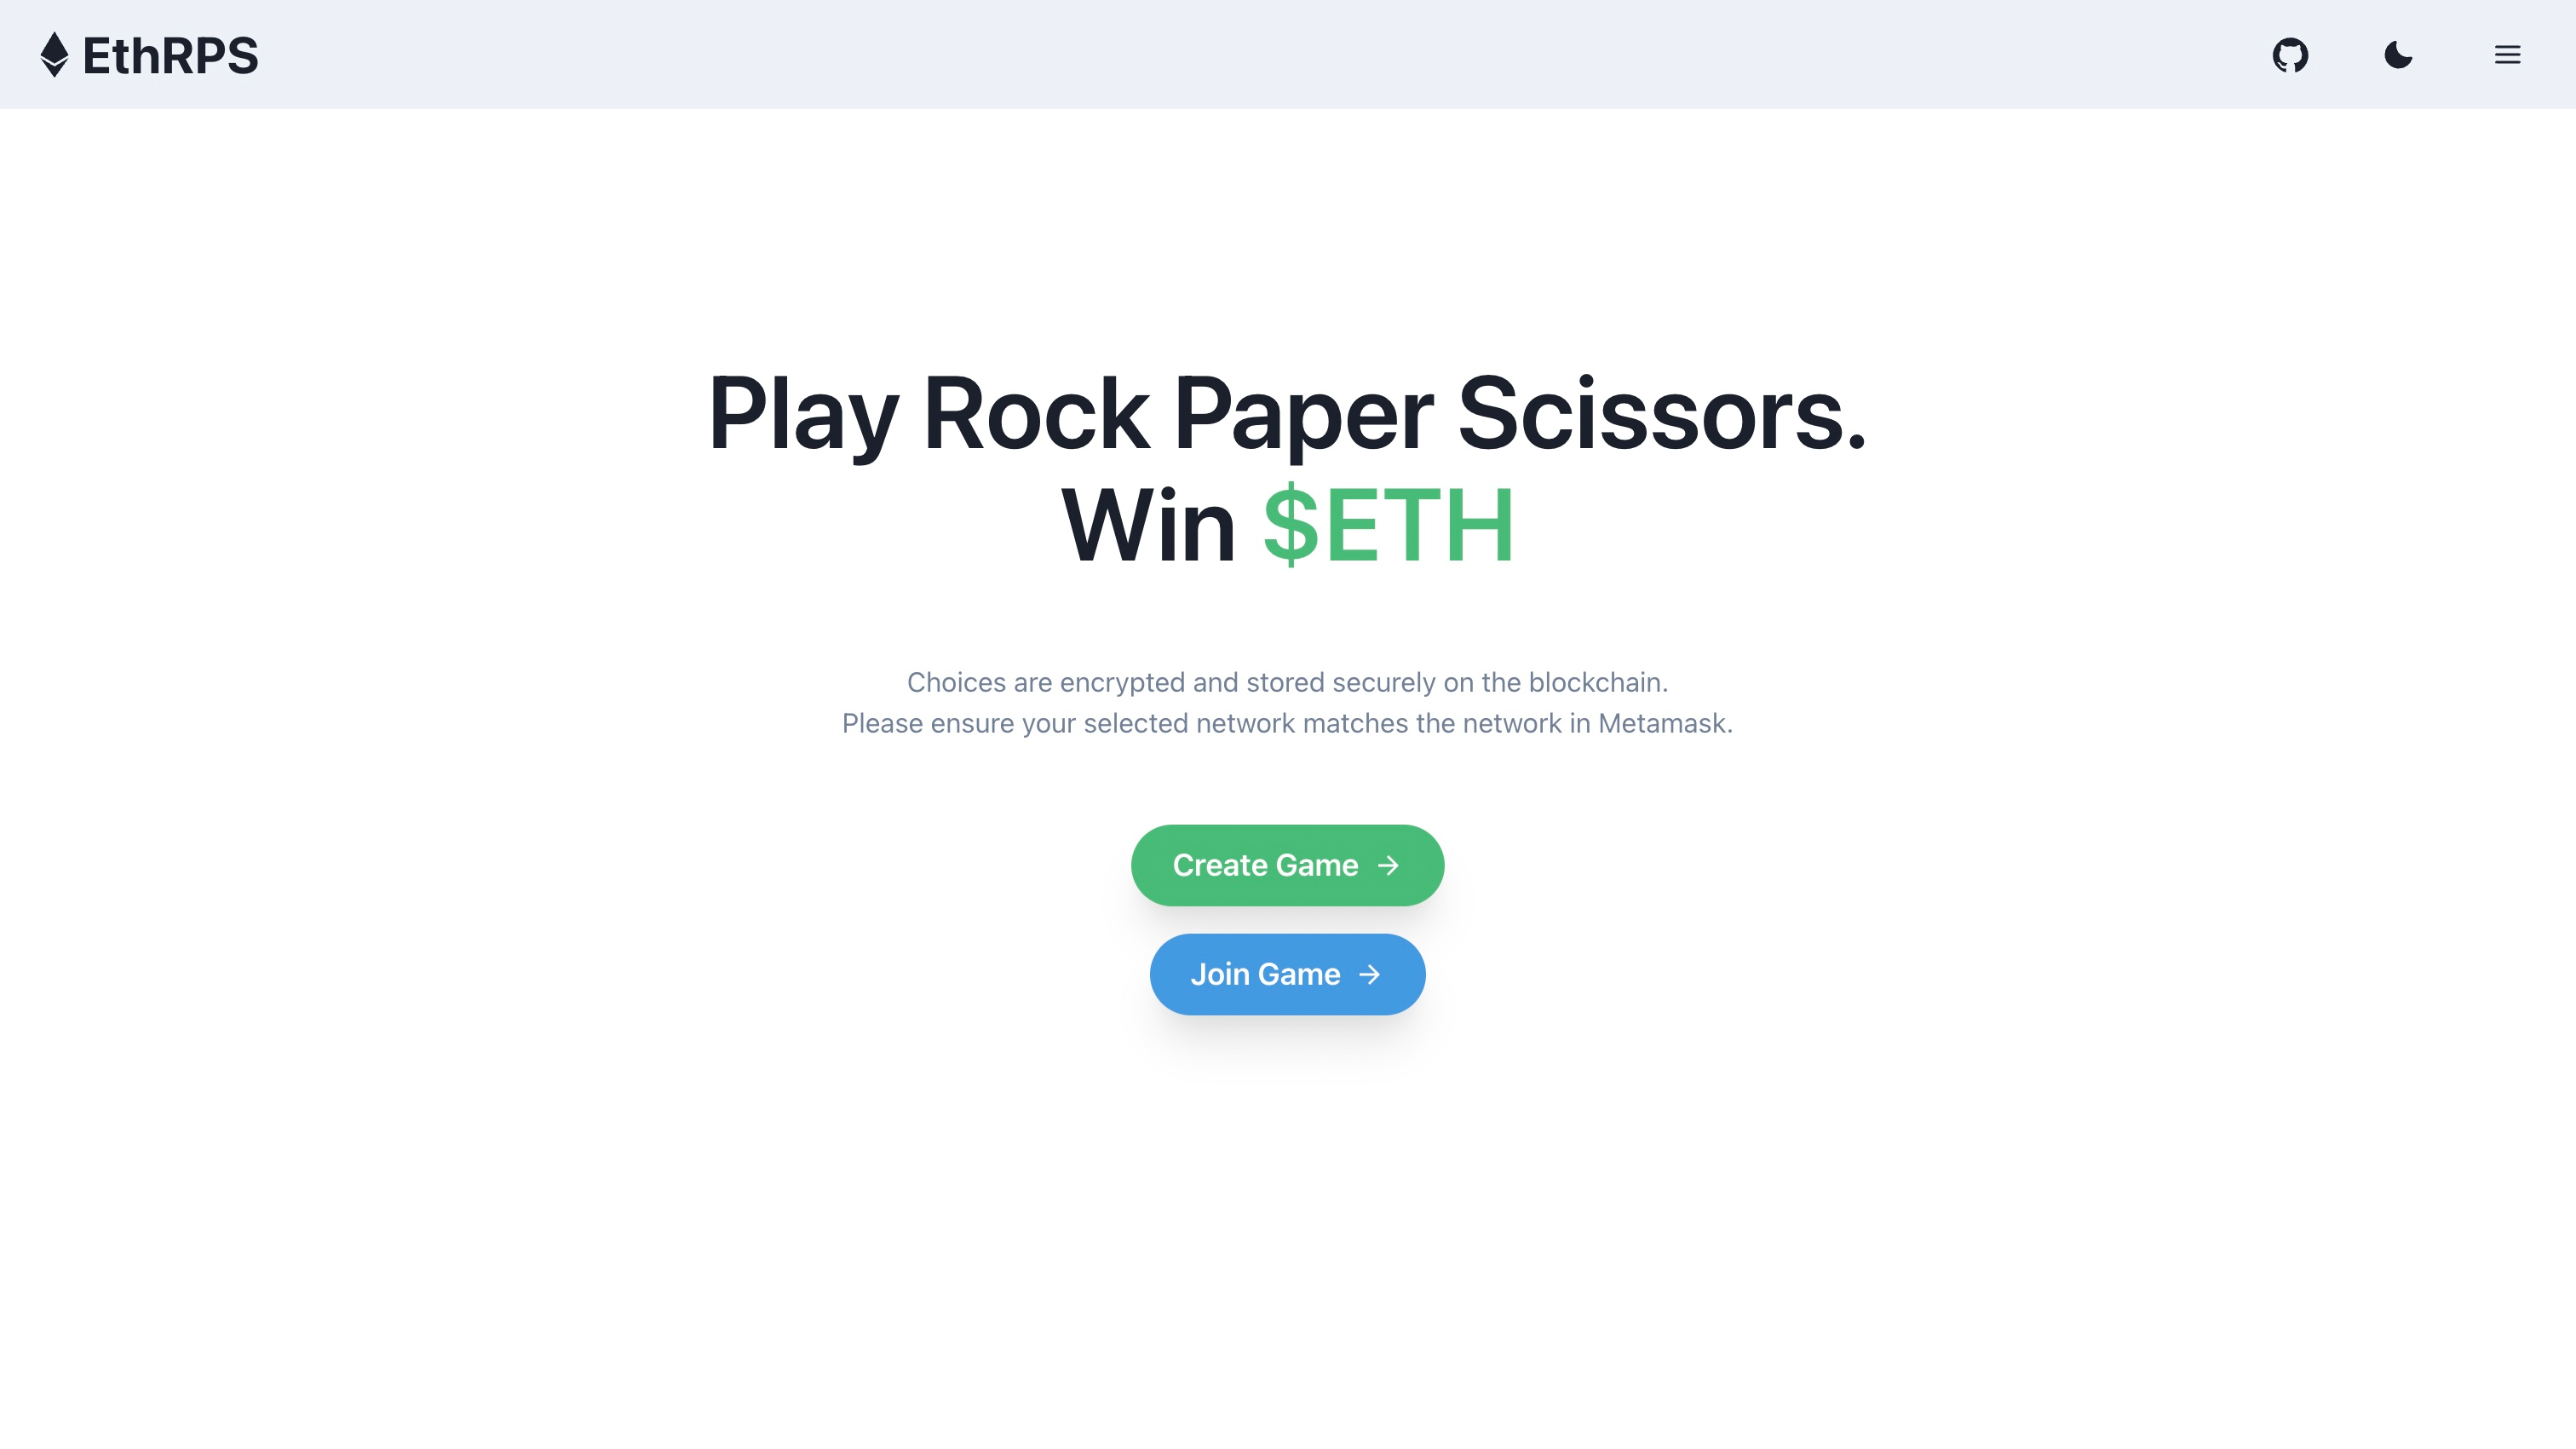 EthRPS
Play Rock Paper Scissors.
Win $ETH
Choices are encrypted and stored securely on the blockchain.
Please ensure your selected network matches the network in Metamask.
Create Game
Join Game